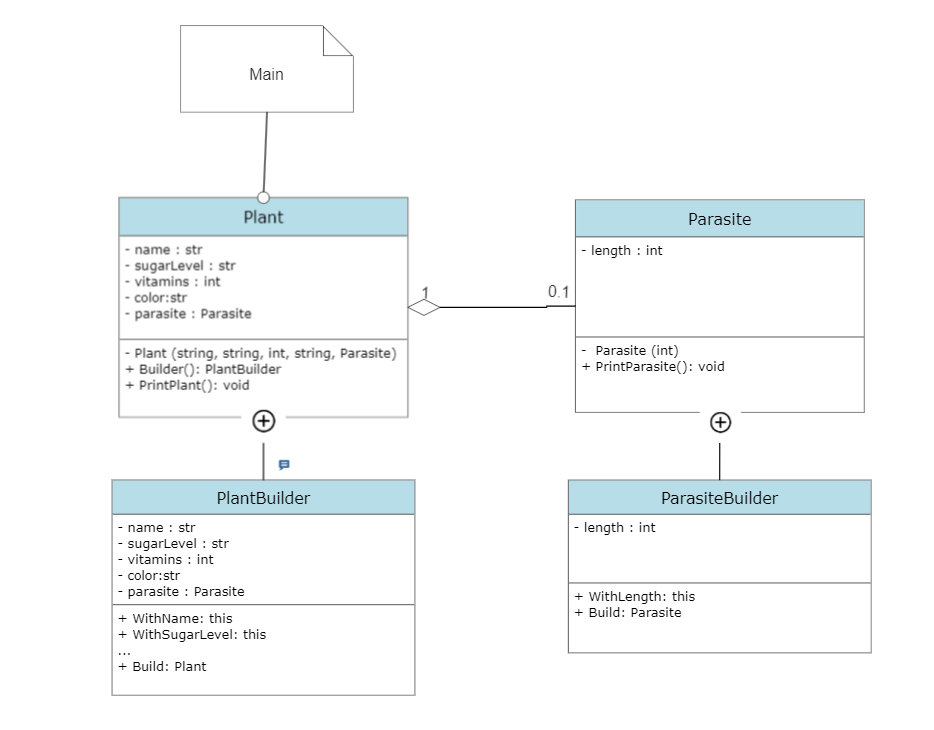 Main
Plant
- name : str
- sugarLevel : str
- vitamins : int
- color:str
- parasite : Parasite
- Plant (string, string, int, string, Parasite)
+ Builder(): PlantBuilder
+ PrintPlant(): void
1
0.1
Parasite
- length : int
- Parasite (int)
+ PrintParasite(): void
PlantBuilder
- name : str
- sugarLevel : str
- vitamins : int
- color:str
- parasite : Parasite
+ WithName: this
+ WithSugarLevel: this
...
+ Build: Plant
ParasiteBuilder
- length : int
+ WithLength: this
+ Build: Parasite